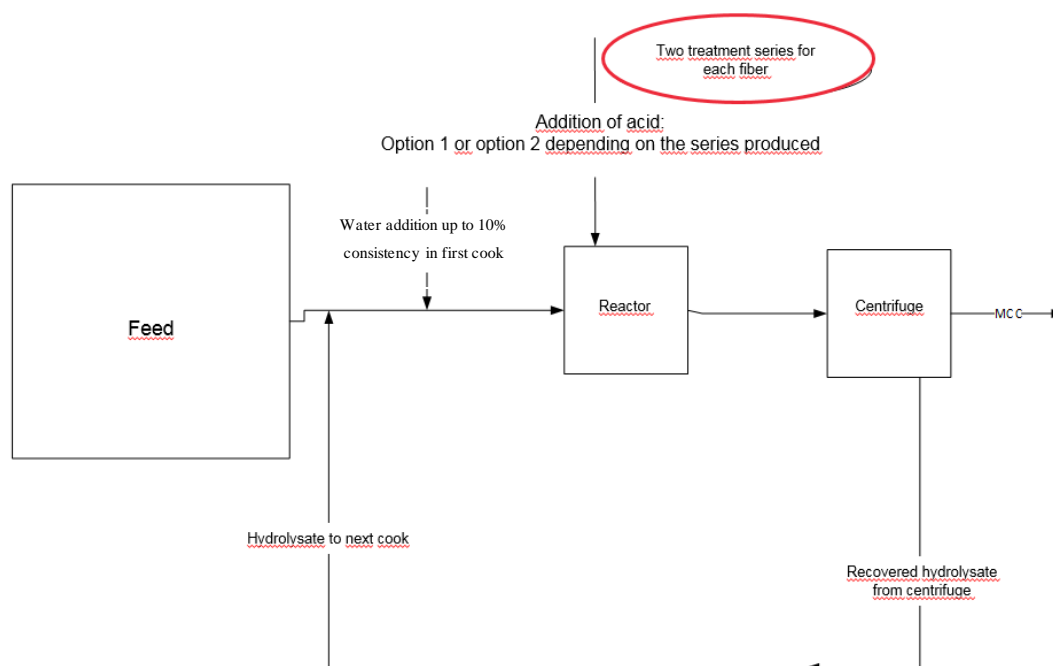 Two treatment series for
each fiber
Addition of acid:
Option 1 or option 2 depending on the series produced
Water addition up to 10%
consistency in first cook
Feed
Reactor
Centrifuge
MCC
Hydrolysate to next cook
Recovered hydrolysate
from centrifuge